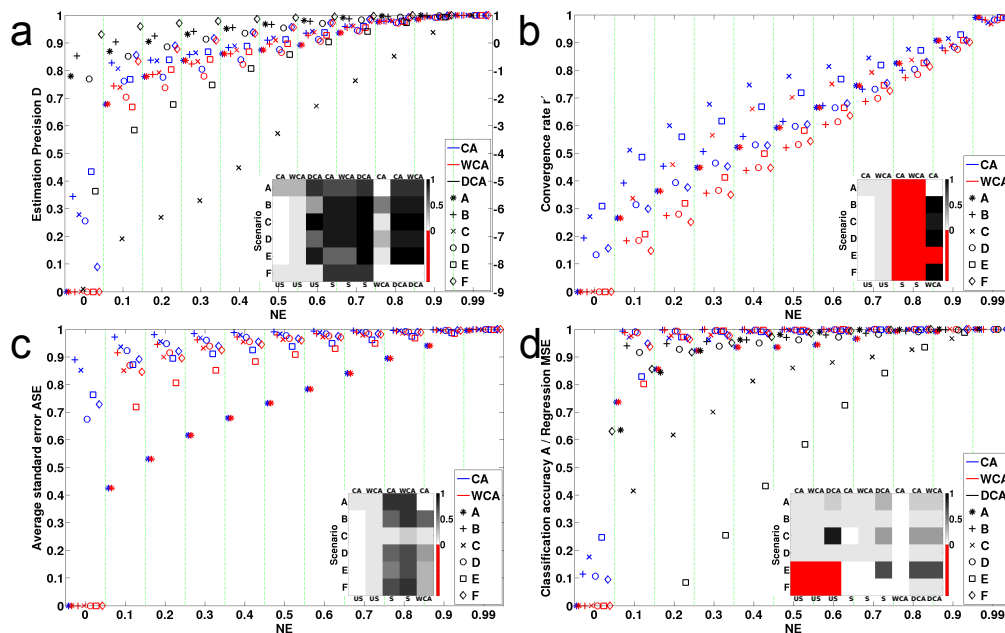 a
Estimation Precision D
1
0.9
0.8
0.7
0.6
0.5
0.4
0.3
0.2
0.1
0
1
0
-1
-2
-3
-4
-5
-6
-7
-8
-9
0 0.1 0.2 0.3 0.4 0.5 0.6 0.7 0.8 0.9 0.99
NE
CA
WCA
DCA
A
B
C
D
E
F
CA WCA DCA CA WCA DCA CA CA WCA
Scenario
A
B
C
D
E
F
US US US S S S WCA DCA DCA
1
0.5
0
b
Convergence rate r´
1
0.9
0.8
0.7
0.6
0.5
0.4
0.3
0.2
0.1
0
0 0.1 0.2 0.3 0.4 0.5 0.6 0.7 0.8 0.9 0.99
NE
CA
WCA
A
B
C
D
E
F
CA WCA CA WCA CA
Scenario
A
B
C
D
E
F
US US S S WCA
1
0.5
0
c
Average standard error ASE
1
0.9
0.8
0.7
0.6
0.5
0.4
0.3
0.2
0.1
0
0 0.1 0.2 0.3 0.4 0.5 0.6 0.7 0.8 0.9 0.99
NE
CA
WCA
A
B
C
D
E
F
CA WCA CA WCA CA
Scenario
A
B
C
D
E
F
US US S S WCA
1
0.5
0
d
Classification accuracy A / Regression MSE
1
0.9
0.8
0.7
0.6
0.5
0.4
0.3
0.2
0.1
0
0 0.1 0.2 0.3 0.4 0.5 0.6 0.7 0.8 0.9 0.99
NE
CA
WCA
DCA
A
B
C
D
E
F
CA WCA DCA CA WCA DCA CA CA WCA
Scenario
A
B
C
D
E
F
US US US S S S WCA DCA DCA
1
0.5
0